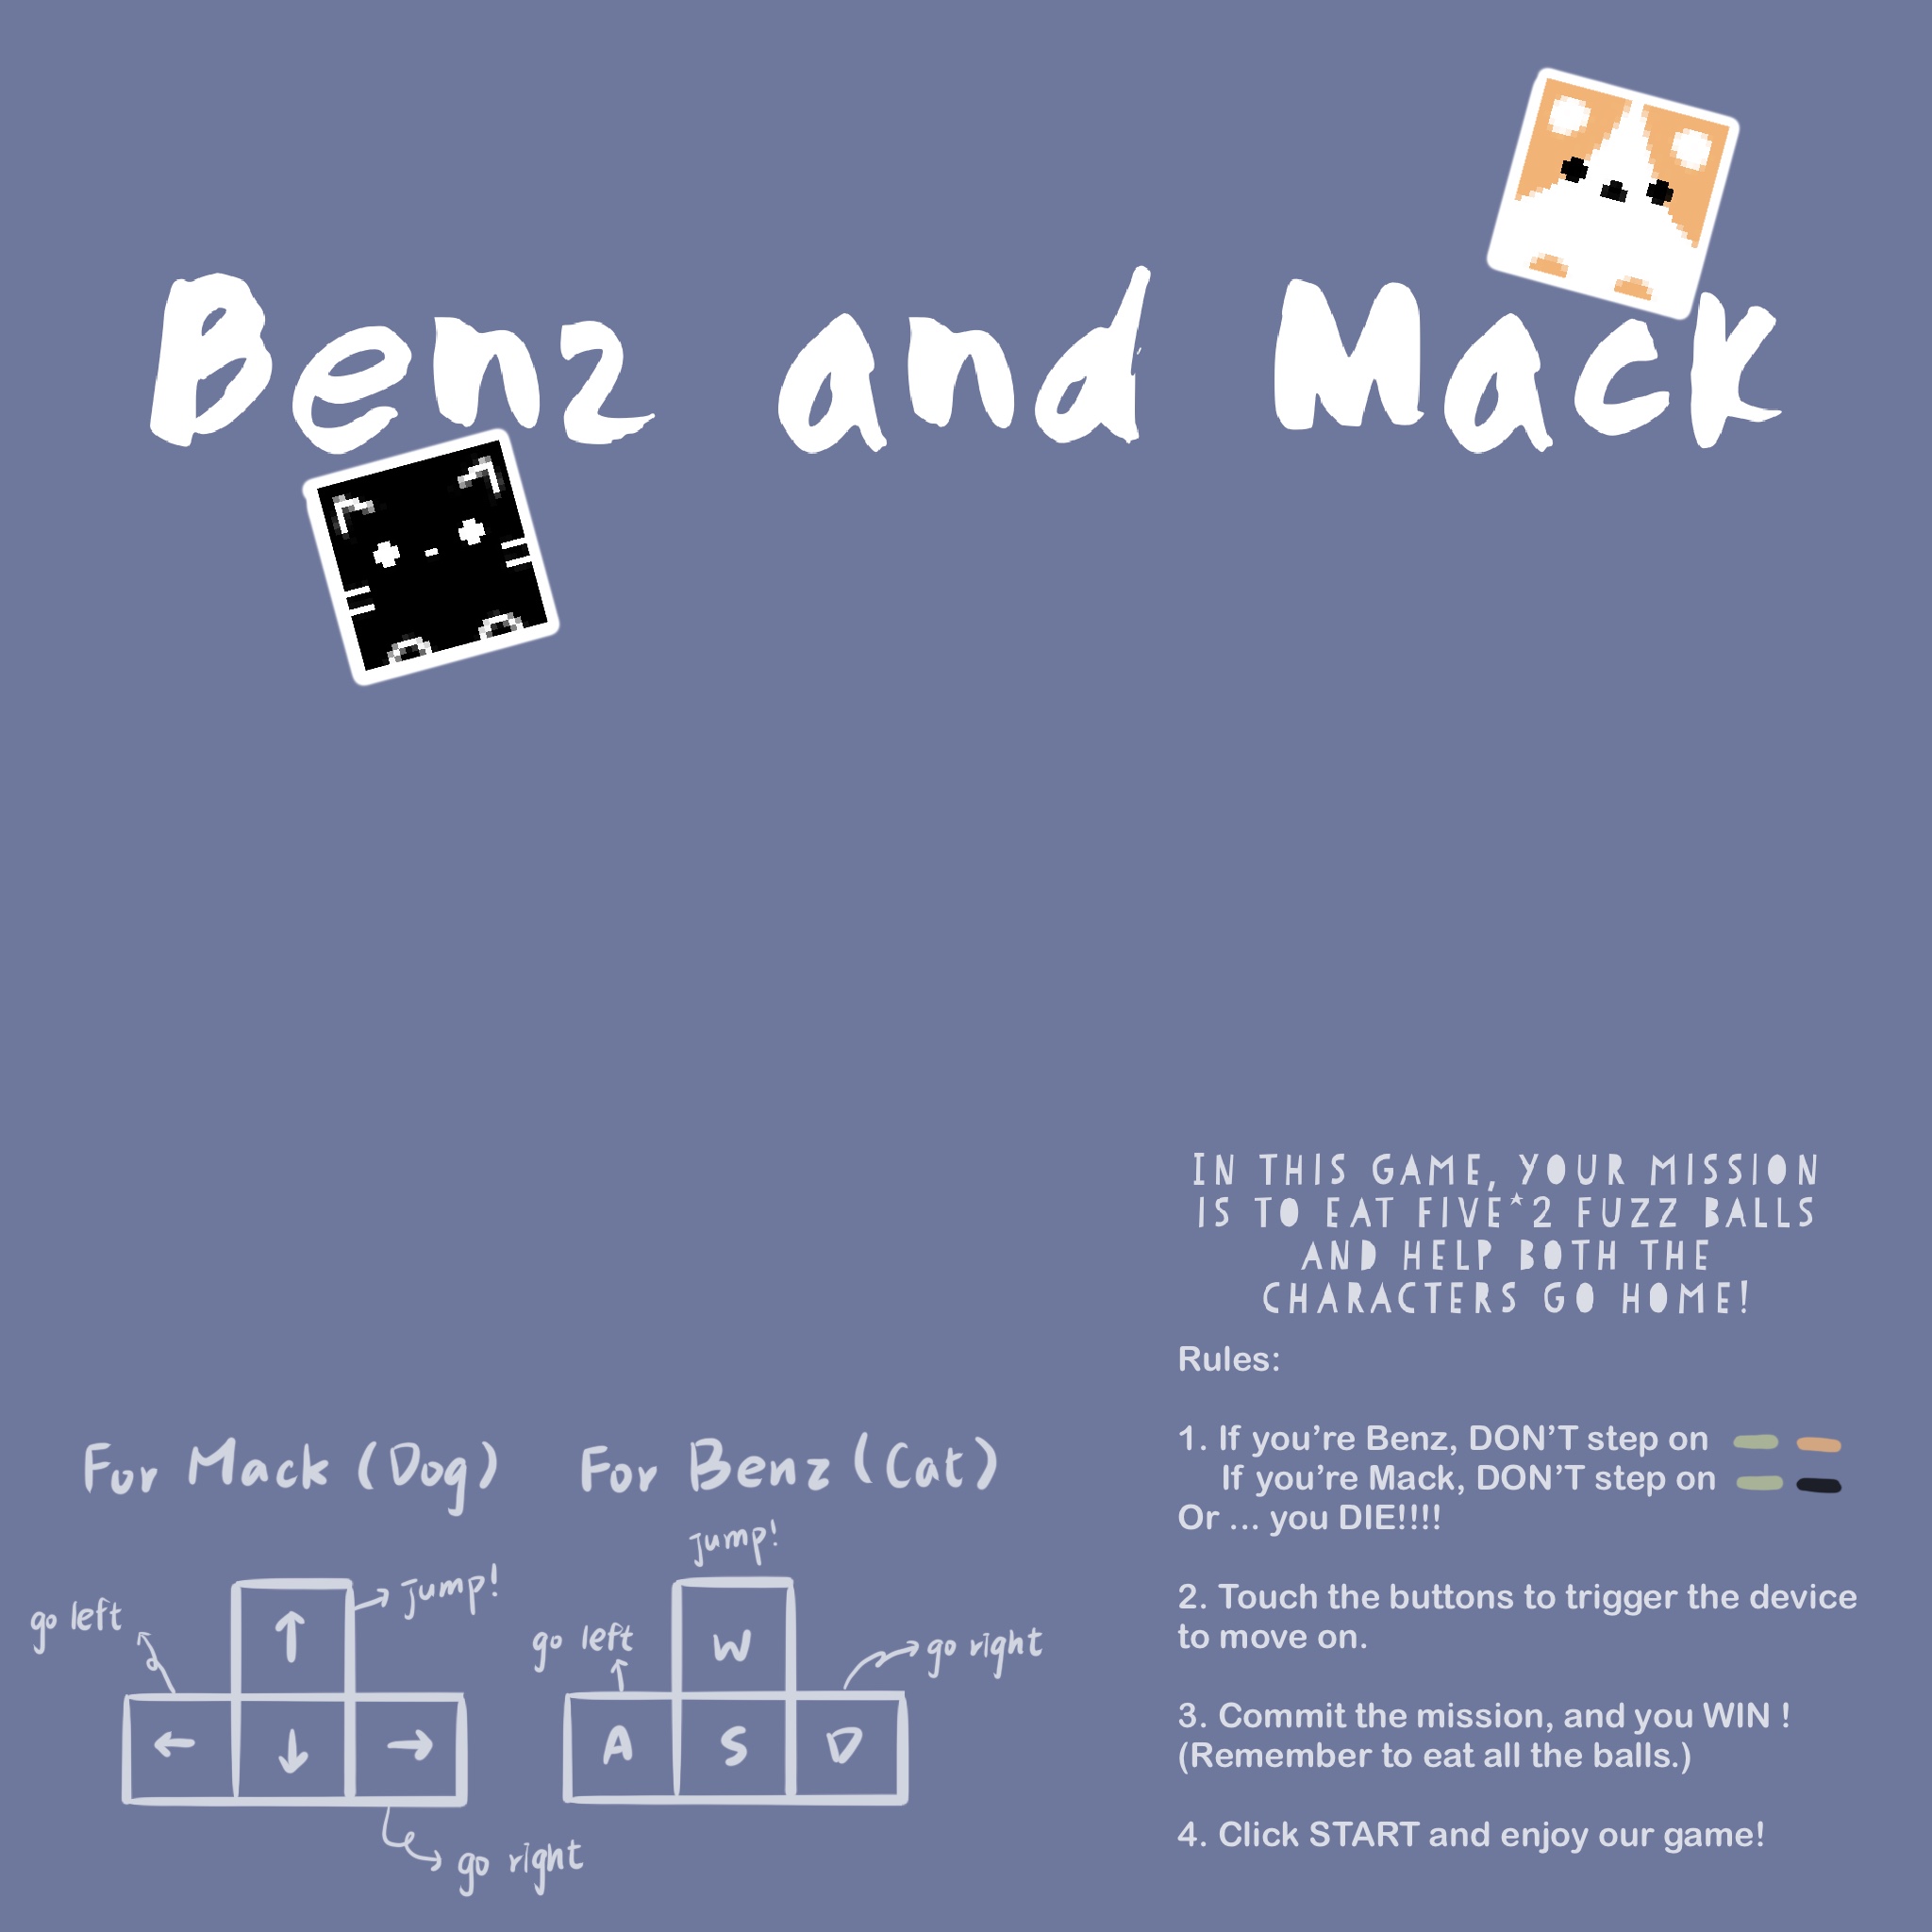 Benz and Mack
IN THIS GAME, YOUR MISSION
IS TO EAT FIVE*2 FUZZ BALLS
AND HELP BOTH THE
CHARACTERS GO HOME!
Rules:
1. If you’re Benz, DON’T step on
If you’re Mack, DON’T step on
Or ... you DIE!!!!
2. Touch the buttons to trigger the device
to move on.
3. Commit the mission, and you WIN !
(Remember to eat all the balls.)
4. Click START and enjoy our game!
For Mack (Dog)
jump!
go left
↑
← ↓ →
go right
For Benz (Cat)
jump!
go left
W
go right
A S D